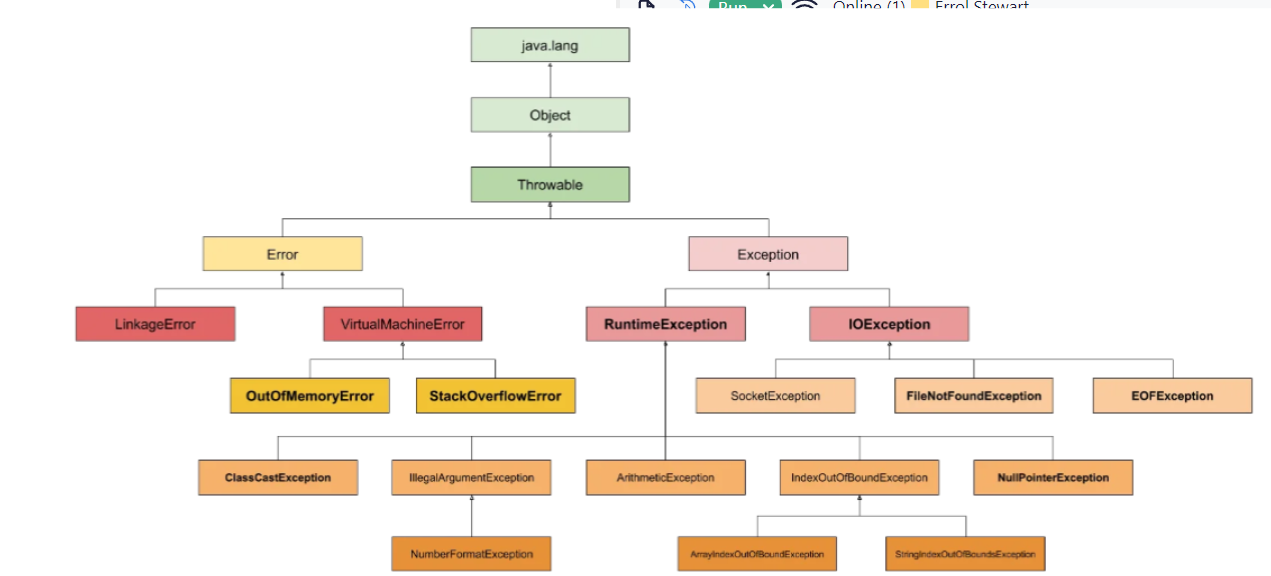 Run
Online (1)
Errol Stewart
java.lang
Object
Throwable
Error
Exception
LinkageError
VirtualMachineError
RuntimeException
IOException
OutOfMemoryError
StackOverflowError
SocketException
FileNotFoundException
EOFException
ClassCastException
IllegalArgumentException
ArithmeticException
IndexOutOfBoundException
NullPointerException
NumberFormatException
ArrayIndexOutOfBoundException
StringIndexOutOfBoundsException